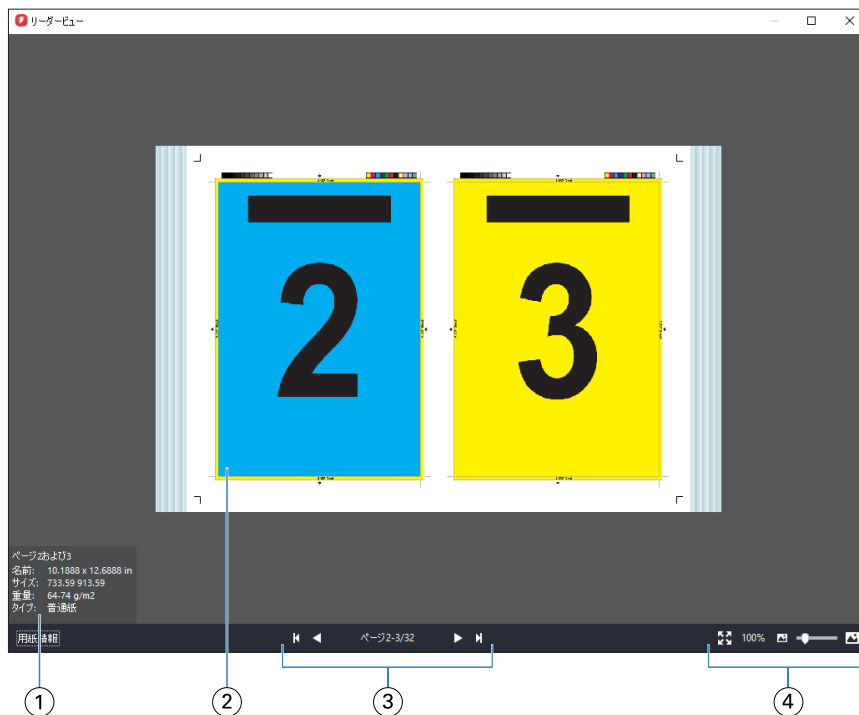 リーダービュー
2
3
ページ2および3
名前: 10.1888 x 12.6888 in
サイズ: 733.59 913.59
重量: 64-74 g/m2
タイプ: 普通紙
用紙情報
ページ2-3/32
100%
1
2
3
4